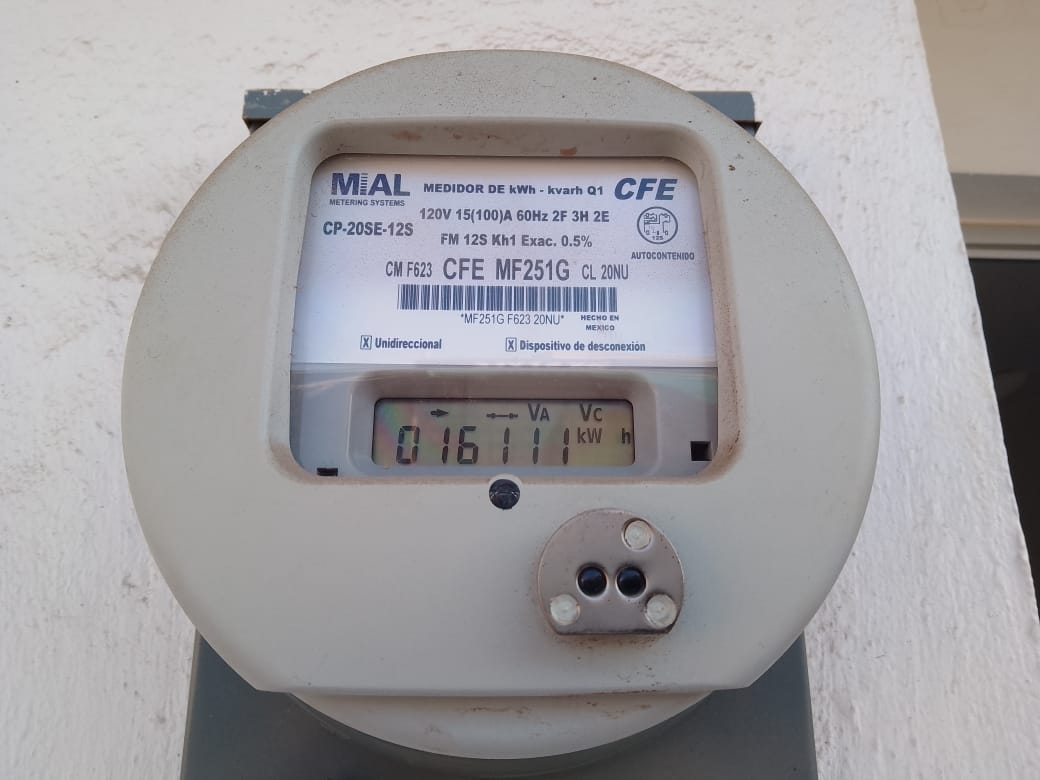 MIAL
METERING SYSTEMS
MEDIDOR DE kWh - kvarh Q1
CFE
120V 15(100)A 60Hz 2F 3H 2E
CP-20SE-12S
FM 12S Kh1 Exac. 0.5%
12S
AUTOCONTENIDO
CM F623 CFE MF251G CL 20NU
*MF251G F623 20NU*
HECHO EN
MEXICO
X Unidireccional
X Dispositivo de desconexión
VA VC
016111 kW h